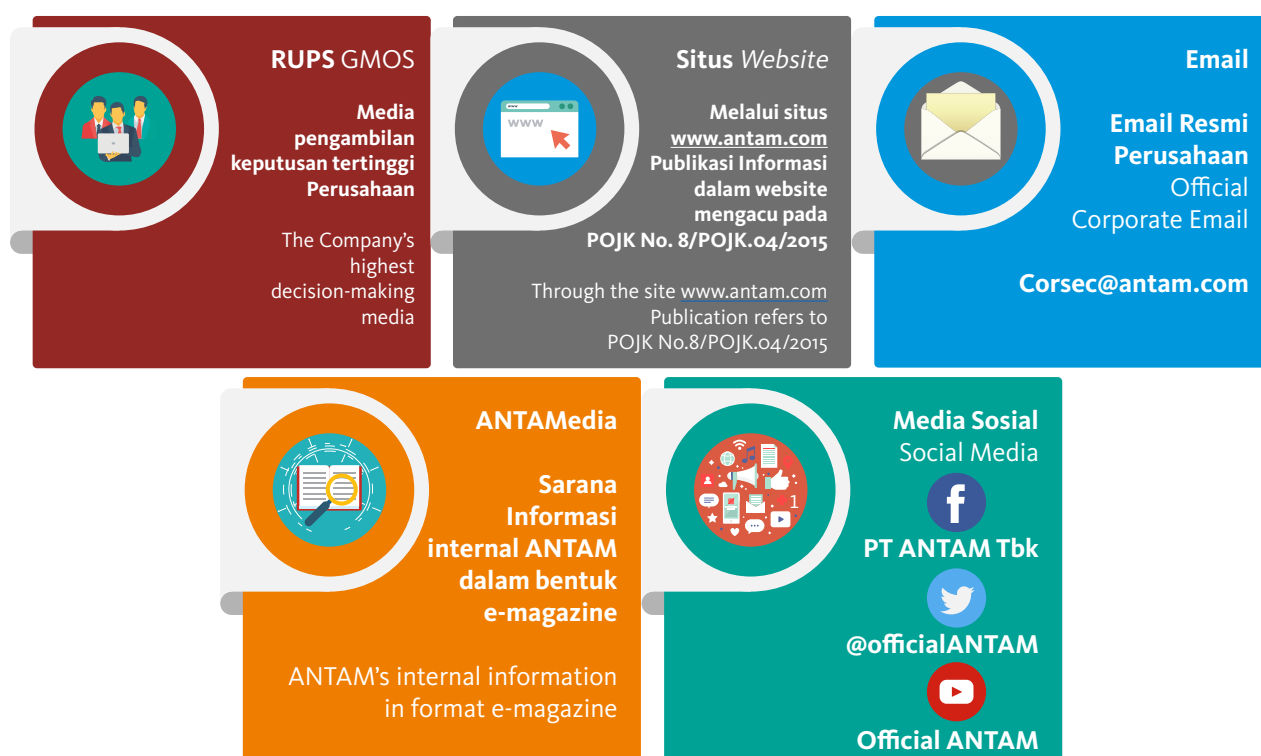 RUPS GMOS
Media
pengambilan
keputusan tertinggi
Perusahaan
The Company's
highest
decision-making
media
Situs Website
www
www
Melalui situs
www.antam.com
Publikasi Informasi
dalam website
mengacu pada
POJK No. 8/POJK.04/2015
Through the site www.antam.com
Publication refers to
POJK No.8/POJK.04/2015
Email
Email Resmi
Perusahaan
Official
Corporate Email
Corsec@antam.com
ANTAMedia
Sarana
Informasi
internal ANTAM
dalam bentuk
e-magazine
ANTAM's internal information
in format e-magazine
Media Sosial
Social Media
1
f
PT ANTAM Tbk
@officialANTAM
Official ANTAM